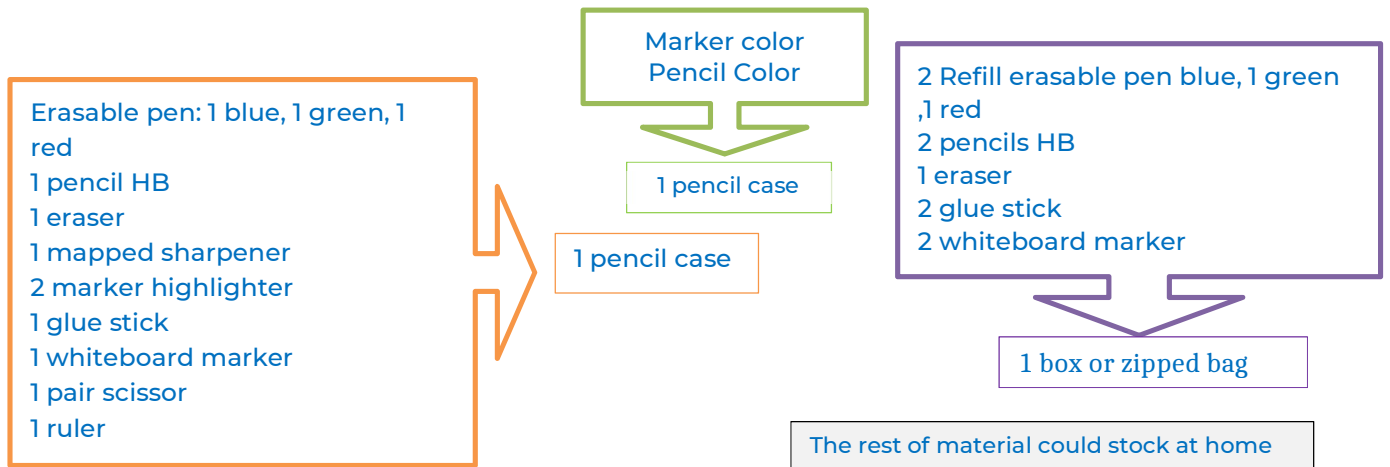 Erasable pen: 1 blue, 1 green, 1
red
1 pencil HB
1 eraser
1 mapped sharpener
2 marker highlighter
1 glue stick
1 whiteboard marker
1 pair scissor
1 ruler
1 pencil case
Marker color
Pencil Color
1 pencil case
2 Refill erasable pen blue, 1 green
,1 red
2 pencils HB
1 eraser
2 glue stick
2 whiteboard marker
1 box or zipped bag
The rest of material could stock at home